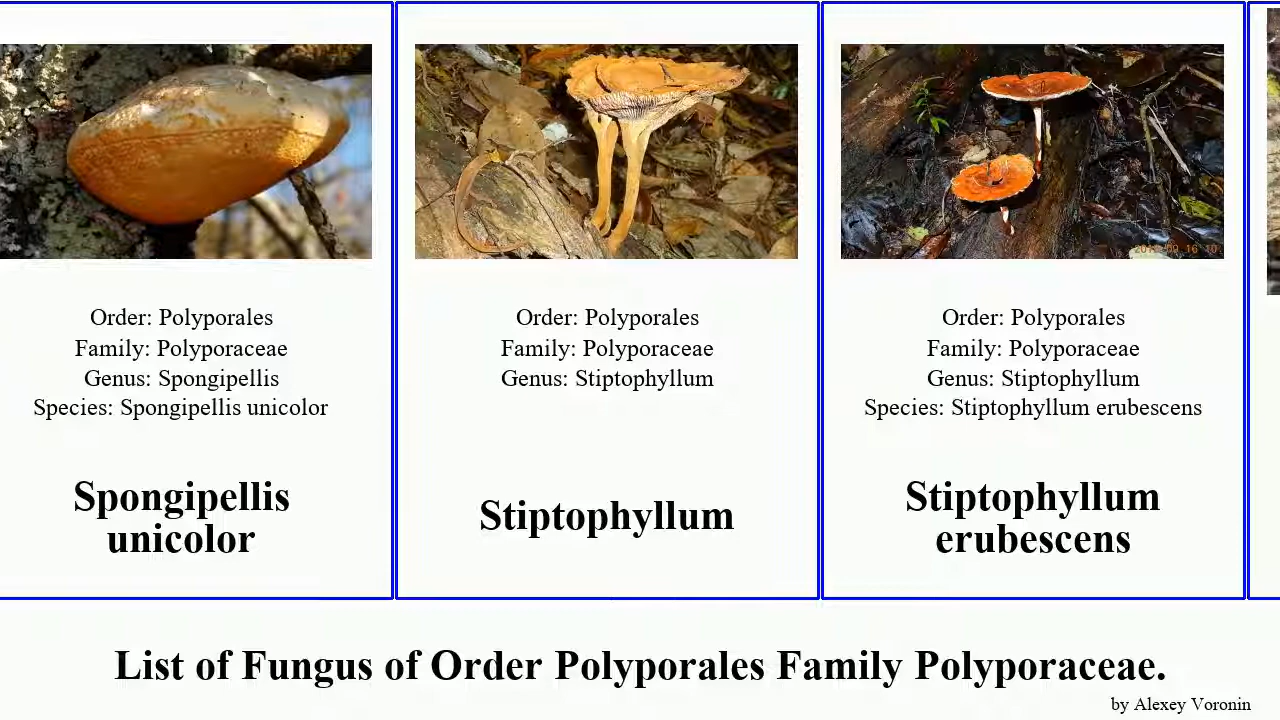 Order: Polyporales
Family: Polyporaceae
Genus: Spongipellis
Species: Spongipellis unicolor
Spongipellis
unicolor
Order: Polyporales
Family: Polyporaceae
Genus: Stiptophyllum
Stiptophyllum
Order: Polyporales
Family: Polyporaceae
Genus: Stiptophyllum
Species: Stiptophyllum erubescens
Stiptophyllum
erubescens
List of Fungus of Order Polyporales Family Polyporaceae.
by Alexey Voronin